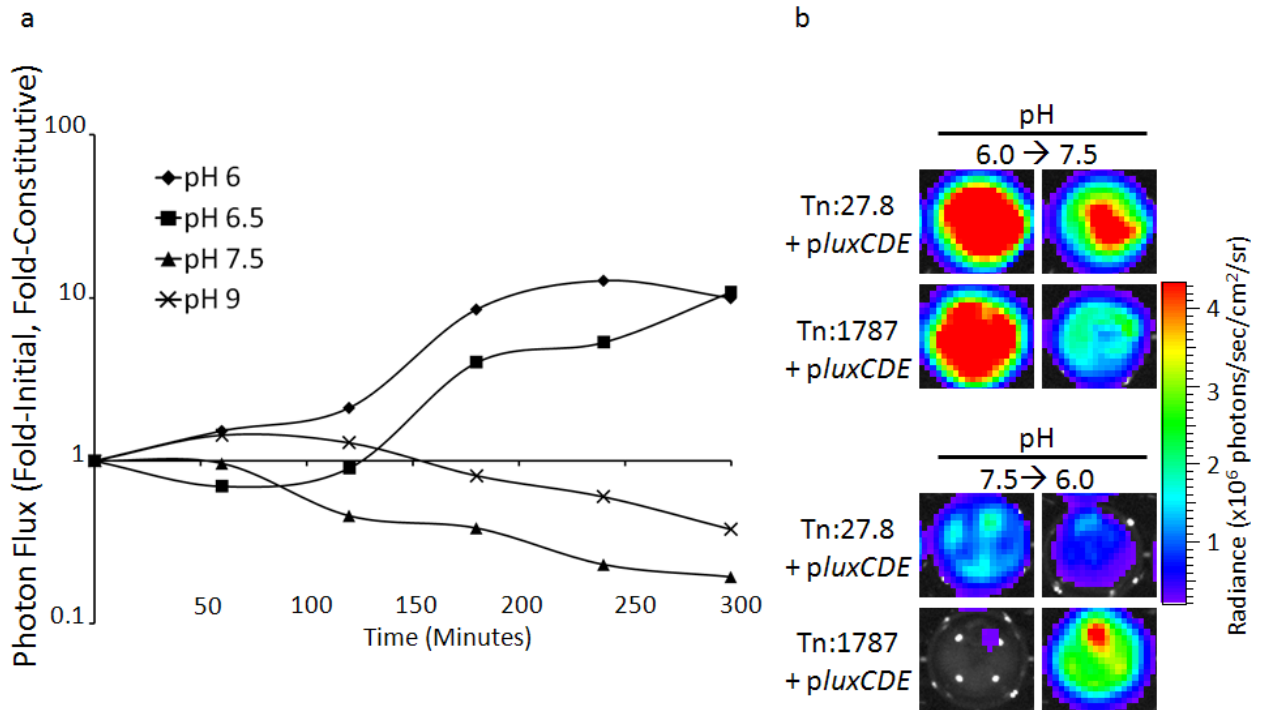 a
b
Photon Flux (Fold-Initial, Fold-Constitutive)
100
10
1
0.1
pH 6
pH 6.5
pH 7.5
pH 9
50 100 150 200 250 300
Time (Minutes)
pH
6.0 → 7.5
Tn:27.8
+ pluxCDE
Tn:1787
+ pluxCDE
pH
7.5→ 6.0
Tn:27.8
+ pluxCDE
Tn:1787
+ pluxCDE
4
3
2
1
Radiance (x10⁶ photons/sec/cm²/sr)